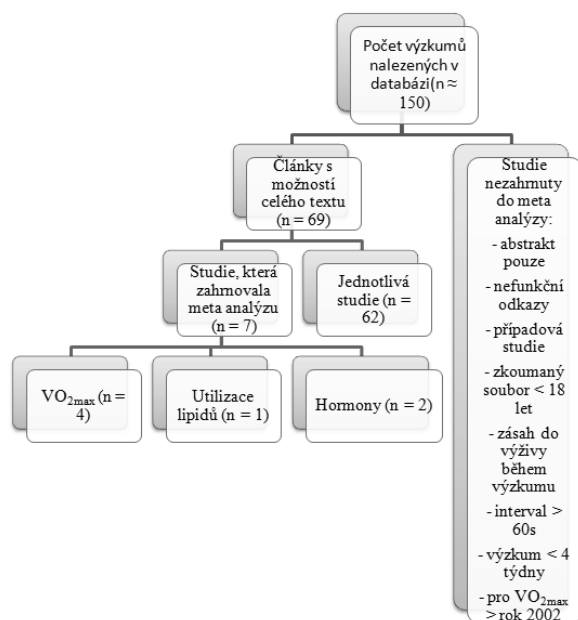 Počet výzkumů
nalezených v
databázi(n ≈
150)
Články s
možností
celého textu
(n = 69)
Studie, která
zahrnovala
meta analýzu
(n = 7)
Jednotlivá
studie (n =
62)
VO₂max (n =
4)
Utilizace
lipidů (n = 1)
Hormony (n = 2)
Studie
nezahrnuty
do meta
analýzy:
- abstrakt
pouze
- nefunkční
odkazy
- případová
studie
- zkoumaný
soubor < 18
let
- zásah do
výživy
během
výzkumu
- interval >
60s
- výzkum < 4
týdny
- pro VO₂max
> rok 2002